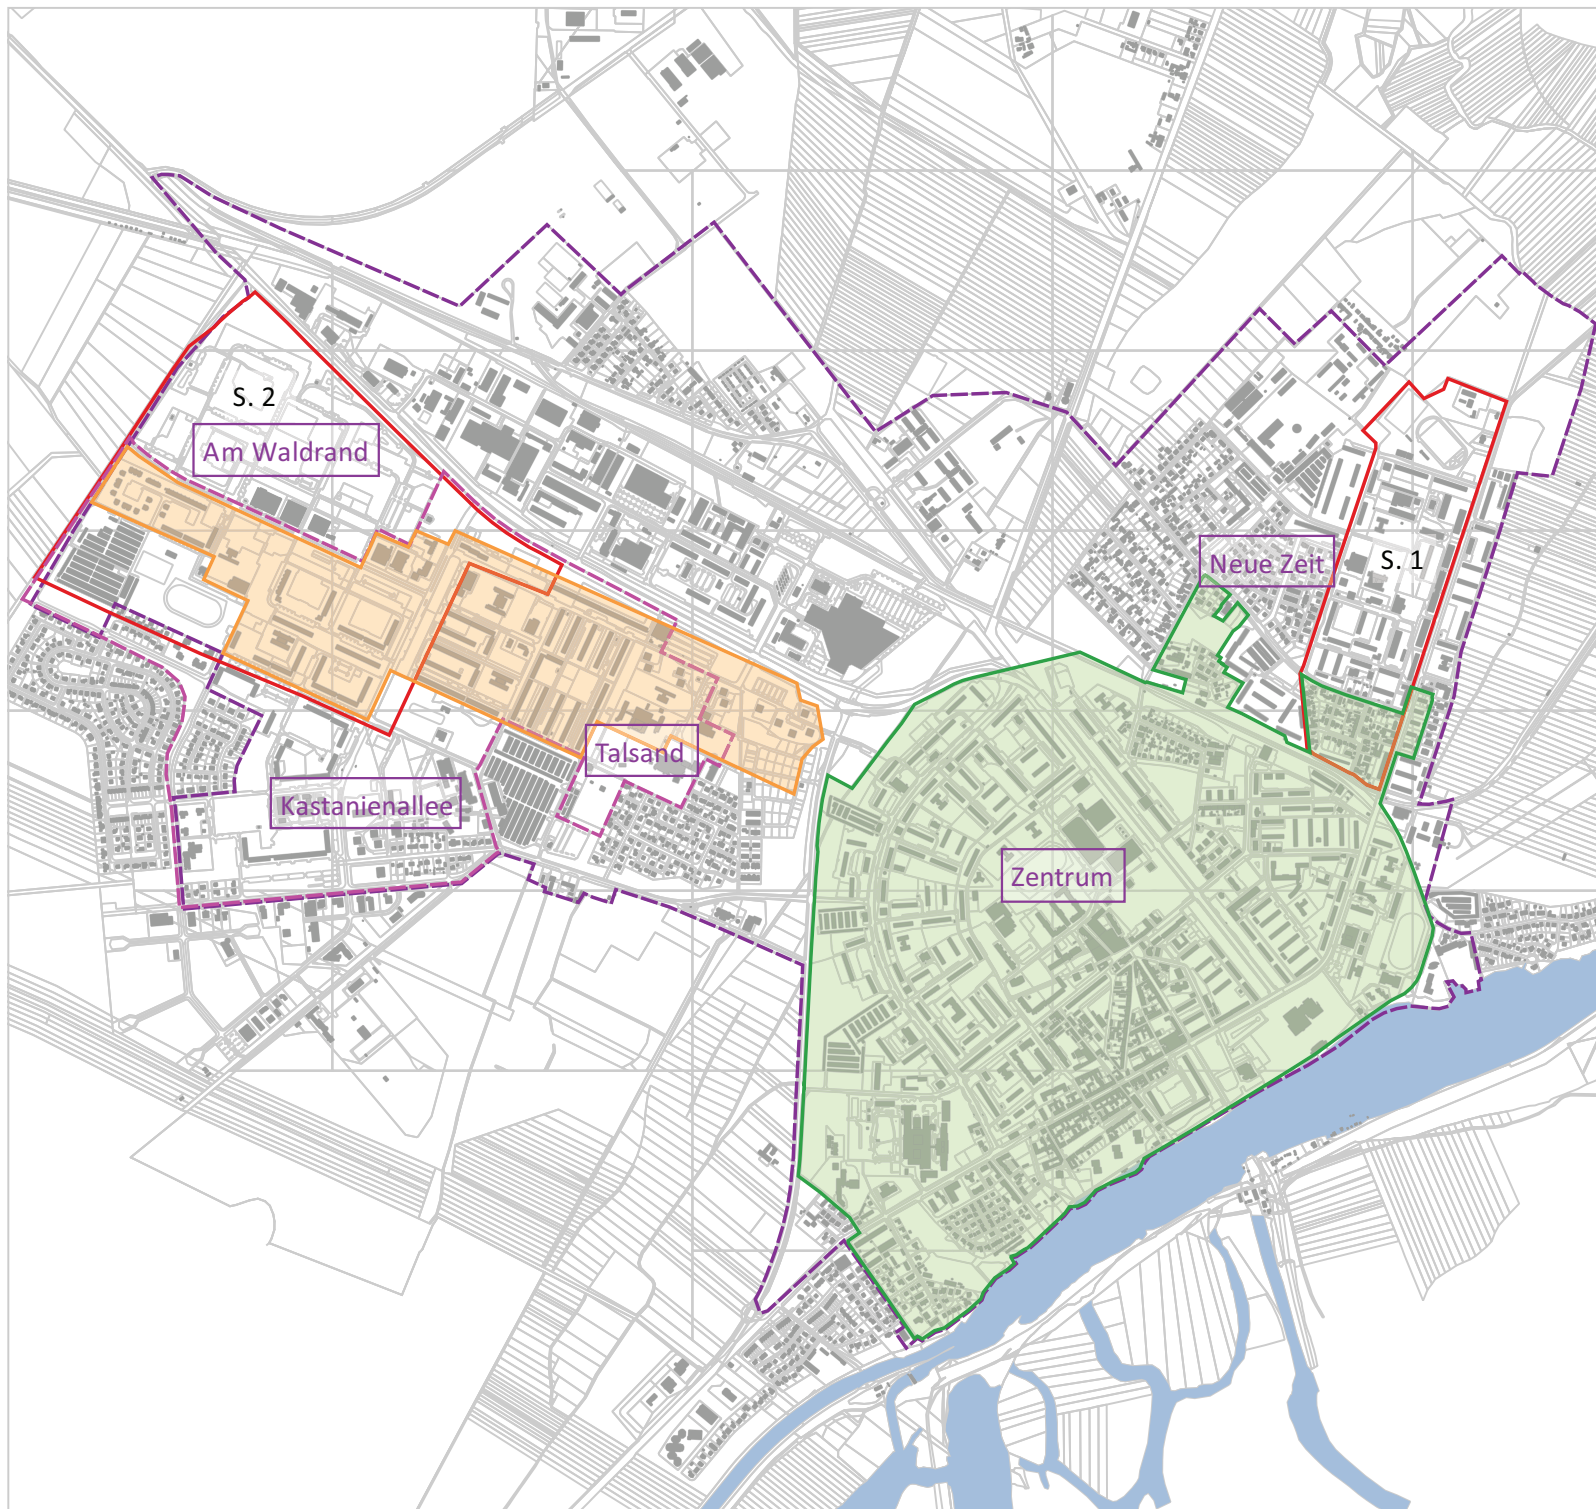 S. 2
Am Waldrand
Neue Zeit
S. 1
Talsand
Kastanienallee
Zentrum